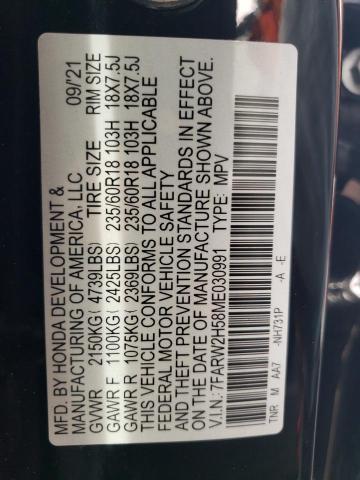 MFD. BY HONDA DEVELOPMENT & 09/21
MANUFACTURING OF AMERICA, LLC
TIRE SIZE RIM SIZE
GVWR 2150KG( 4739LBS)
GAWR F 1100KG ( 2425LBS) 235/60R18 103H 18X7.5J
GAWR R 1075KG ( 2369LBS) 235/60R18 103H 18X7.5J
THIS VEHICLE CONFORMS TO ALL APPLICABLE
FEDERAL MOTOR VEHICLE SAFETY
AND THEFT PREVENTION STANDARDS IN EFFECT
ON THE DATE OF MANUFACTURE SHOWN ABOVE.
V.I.N.: 7FARW2H58ME030991 TYPE: MPV
TNR M AA7 -NH731P -A -E